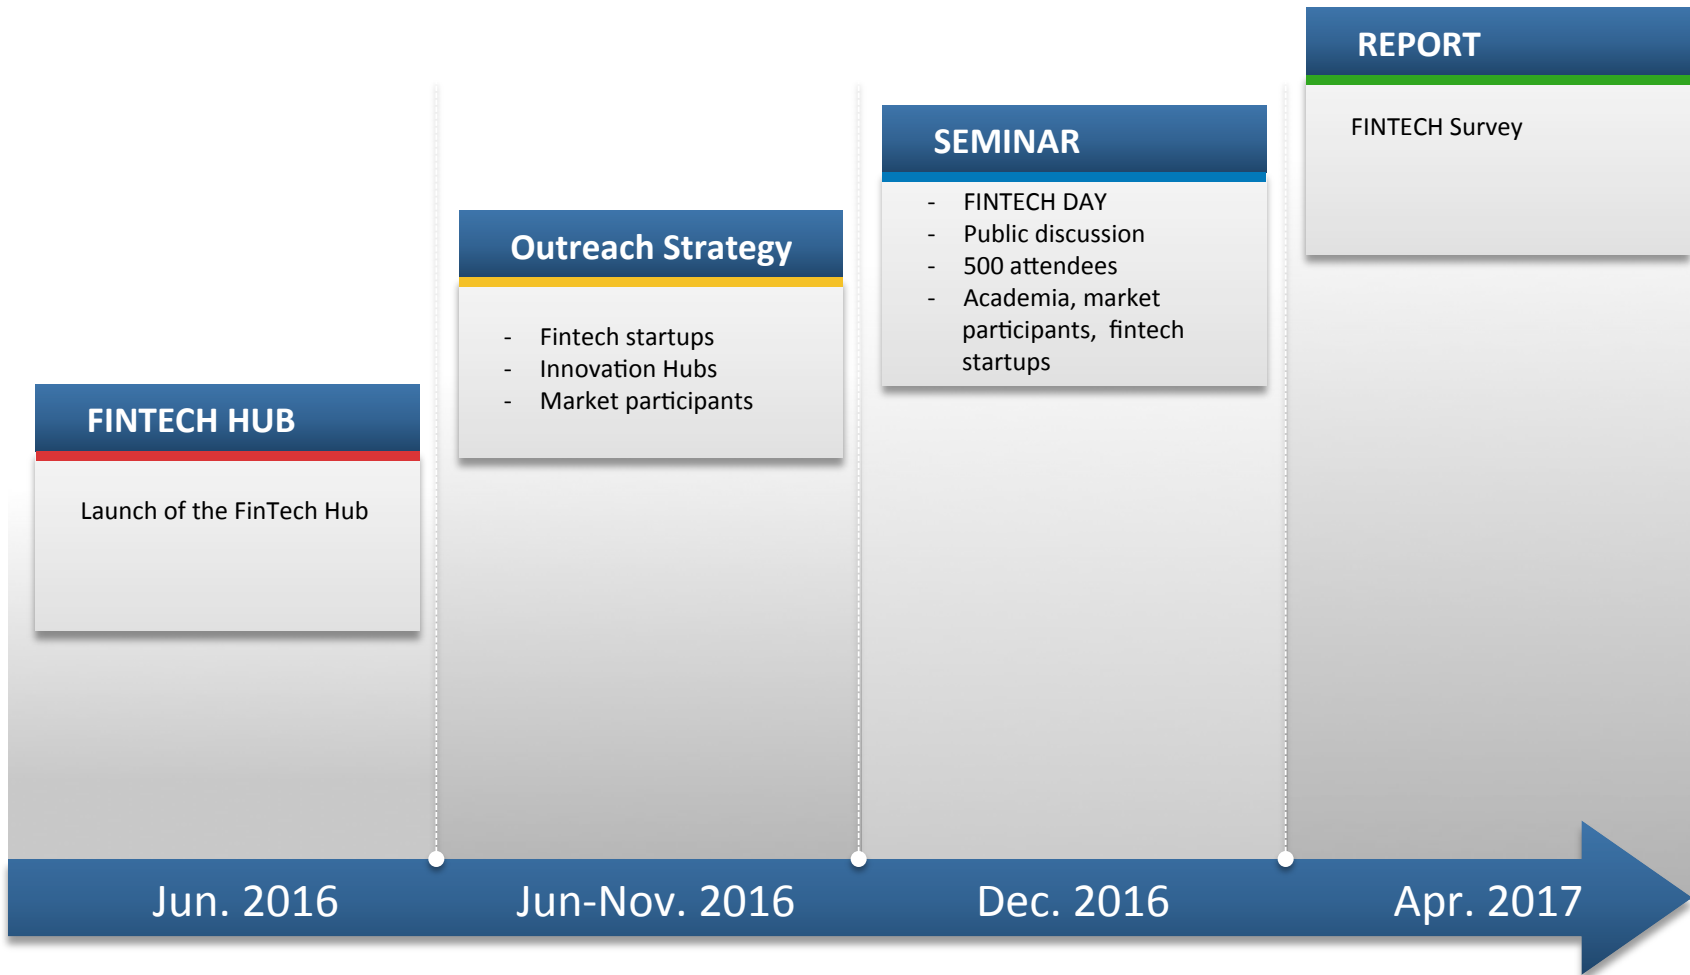 FINTECH HUB
Launch of the FinTech Hub
Outreach Strategy
- Fintech startups
- Innovation Hubs
- Market participants
SEMINAR
- FINTECH DAY
- Public discussion
- 500 attendees
- Academia, market
participants, fintech
startups
REPORT
FINTECH Survey
Jun. 2016
Jun-Nov. 2016
Dec. 2016
Apr. 2017